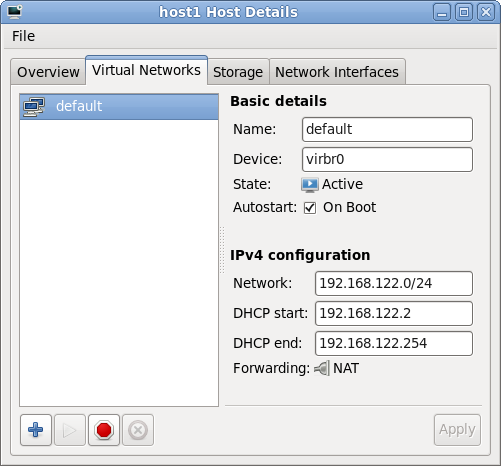 host1 Host Details
File
Overview Virtual Networks Storage Network Interfaces
default
Basic details
Name: default
Device: virbr0
State: Active
Autostart: On Boot
IPv4 configuration
Network: 192.168.122.0/24
DHCP start: 192.168.122.2
DHCP end: 192.168.122.254
Forwarding: NAT
Apply